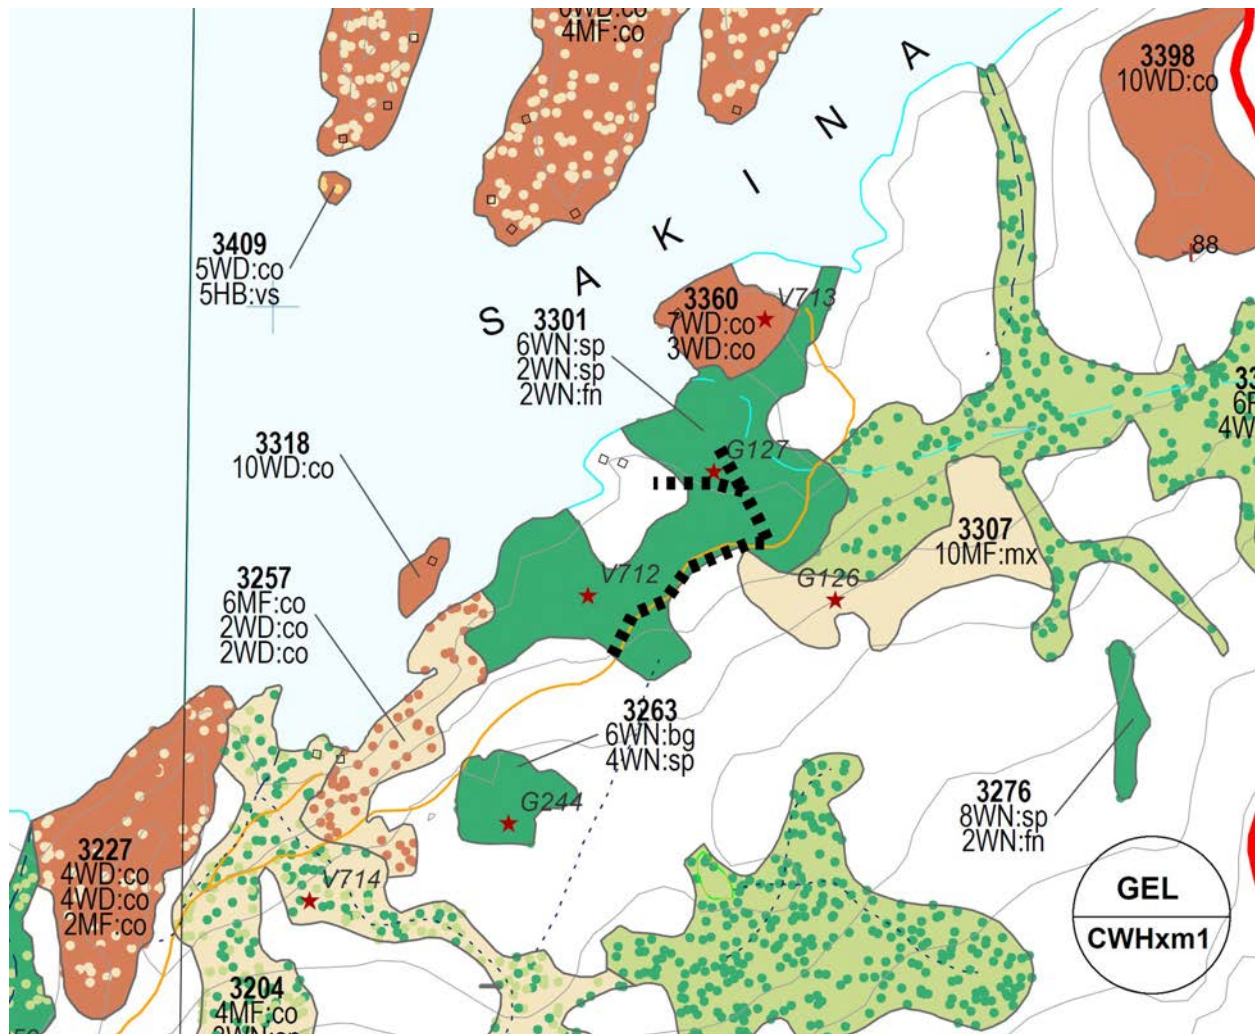 6WD:co
4MF:co
3398
10WD:co
S A K I N A
88
3409
5WD:co
5HB:vs
3360
7WD:co
3WD:co
V713
3301
6WN:sp
2WN:sp
2WN:fn
4W
3318
10WD:co
G127
3307
10MF:mx
3257
6MF:co
2WD:co
2WD:co
V712
G126
3263
6WN:bg
4WN:sp
G244
3276
8WN:sp
2WN:fn
3227
4WD:co
4WD:co
2MF:co
V714
GEL
CWHxm1
3204
4MF:co